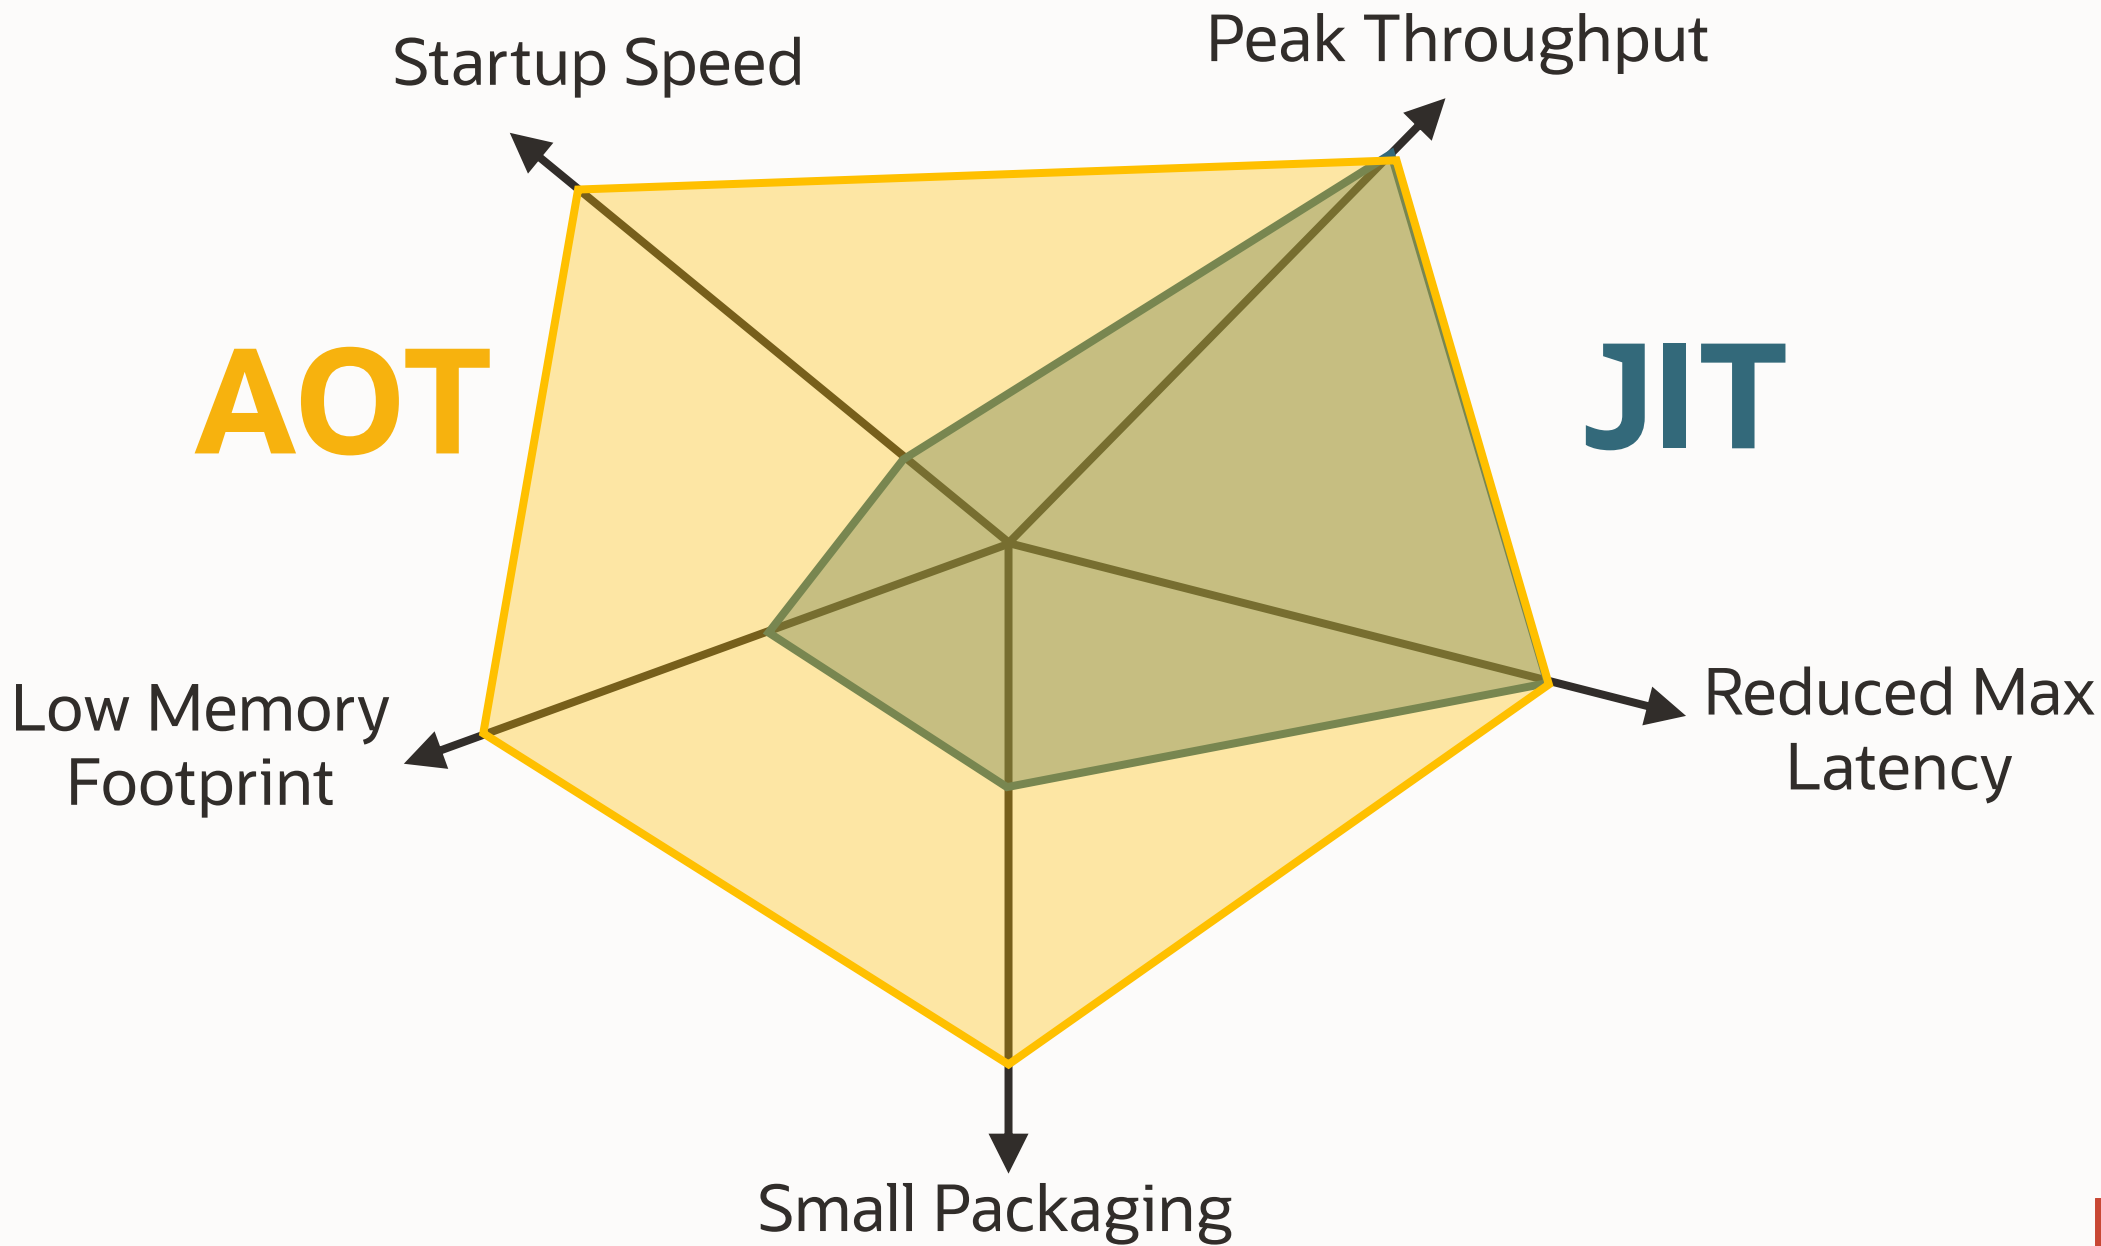 Startup Speed
Peak Throughput
AOT
JIT
Low Memory
Footprint
Reduced Max
Latency
Small Packaging